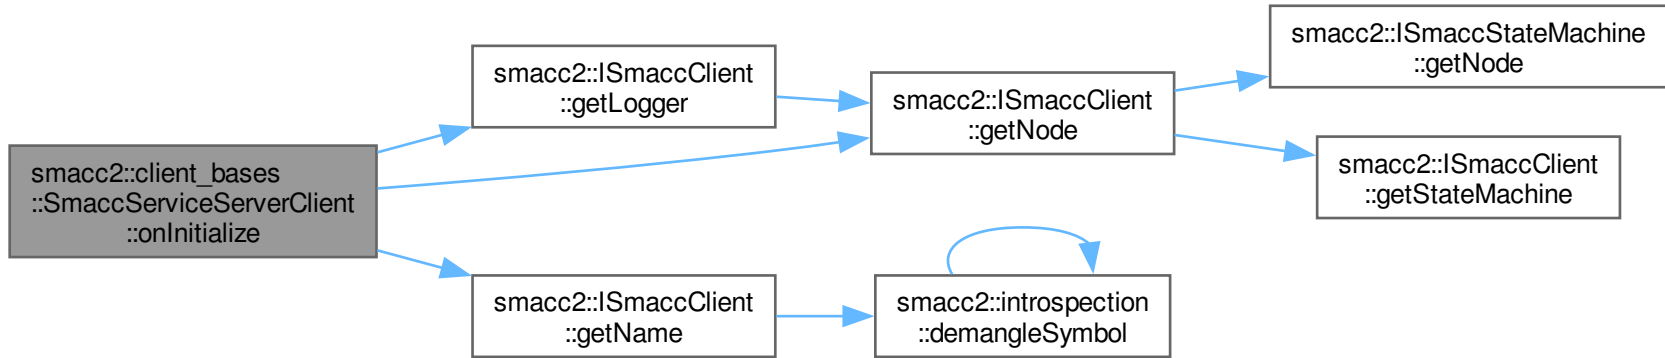 smacc2::client_bases
::SmaccServiceServerClient
::onInitialize
smacc2::ISmaccClient
::getLogger
smacc2::ISmaccClient
::getNode
smacc2::ISmaccStateMachine
::getNode
smacc2::ISmaccClient
::getStateMachine
smacc2::ISmaccClient
::getName
smacc2::introspection
::demangleSymbol